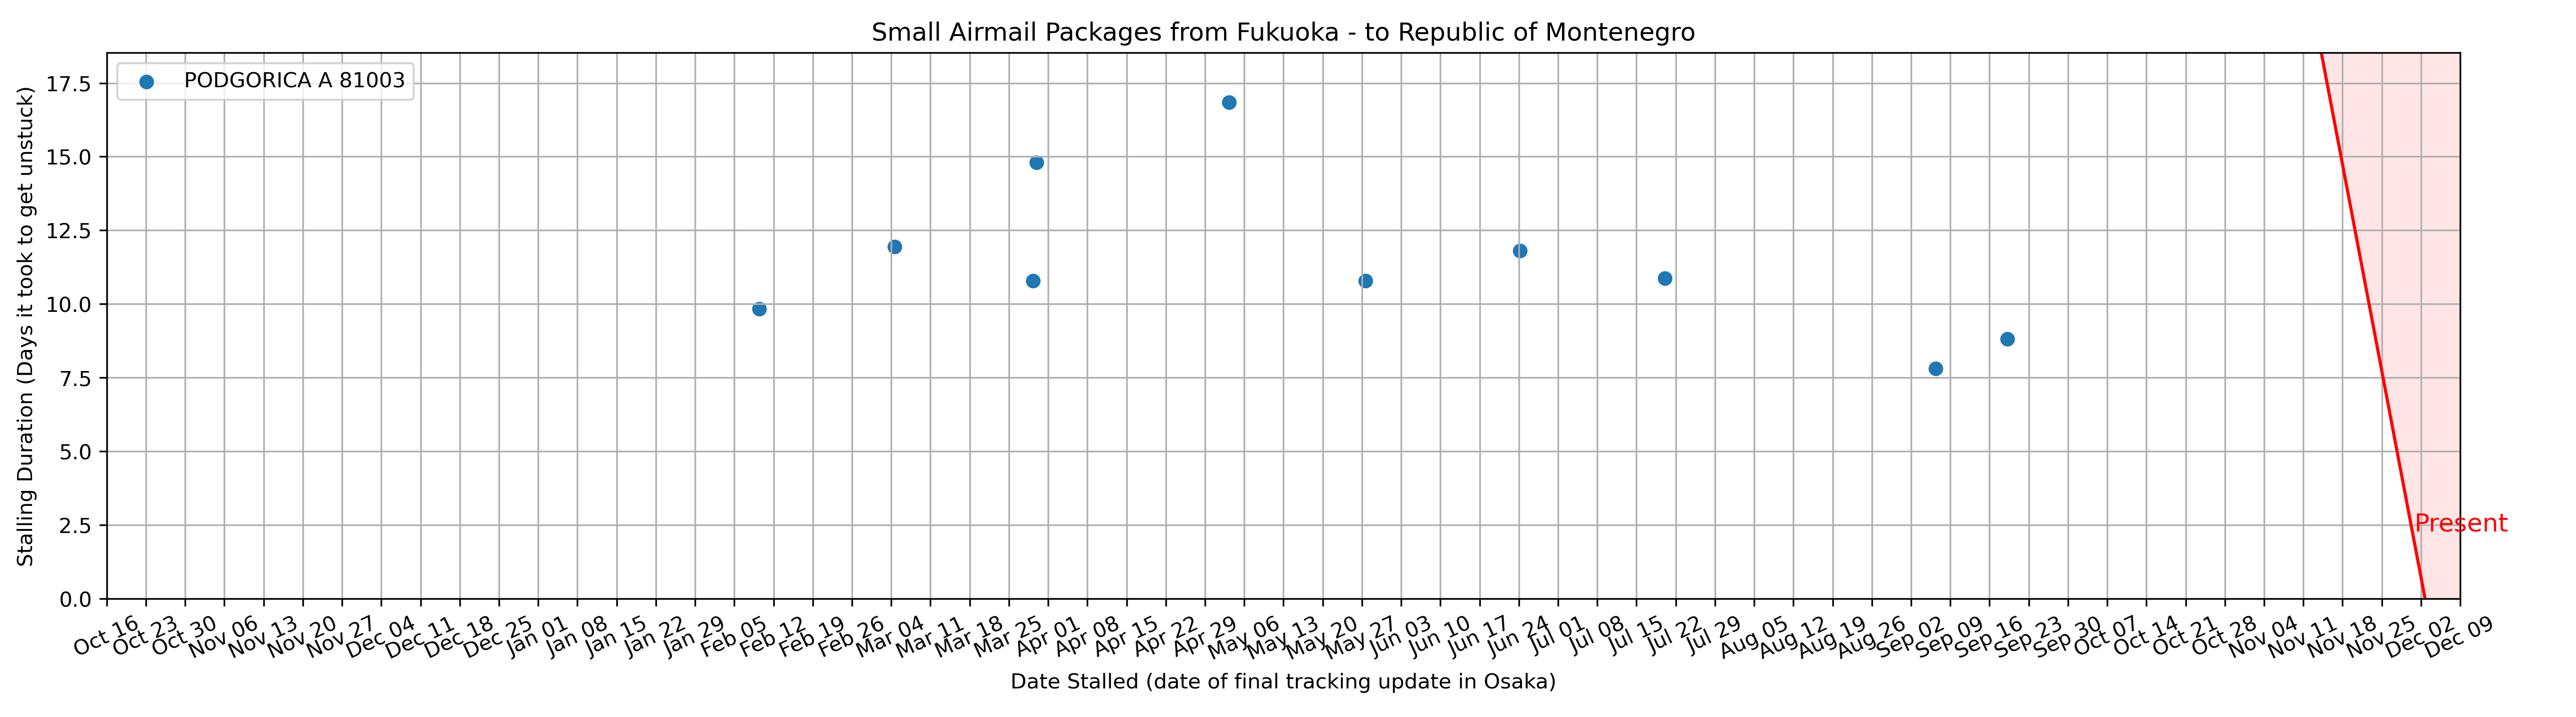 Small Airmail Packages from Fukuoka - to Republic of Montenegro
PODGORICA A 81003
Stalling Duration (Days it took to get unstuck)
17.5
15.0
12.5
10.0
7.5
5.0
2.5
0.0
Present
Oct 16 Oct 23 Oct 30 Nov 06 Nov 13 Nov 20 Nov 27 Dec 04 Dec 11 Dec 18 Dec 25 Jan 01 Jan 08 Jan 15 Jan 22 Jan 29 Feb 05 Feb 12 Feb 19 Feb 26 Mar 04 Mar 11 Mar 18 Mar 25 Apr 01 Apr 08 Apr 15 Apr 22 Apr 29 May 06 May 13 May 20 May 27 Jun 03 Jun 10 Jun 17 Jun 24 Jul 01 Jul 08 Jul 15 Jul 22 Jul 29 Aug 05 Aug 12 Aug 19 Aug 26 Sep 02 Sep 09 Sep 16 Sep 23 Sep 30 Oct 07 Oct 14 Oct 21 Oct 28 Nov 04 Nov 11 Nov 18 Nov 25 Dec 02 Dec 09
Date Stalled (date of final tracking update in Osaka)